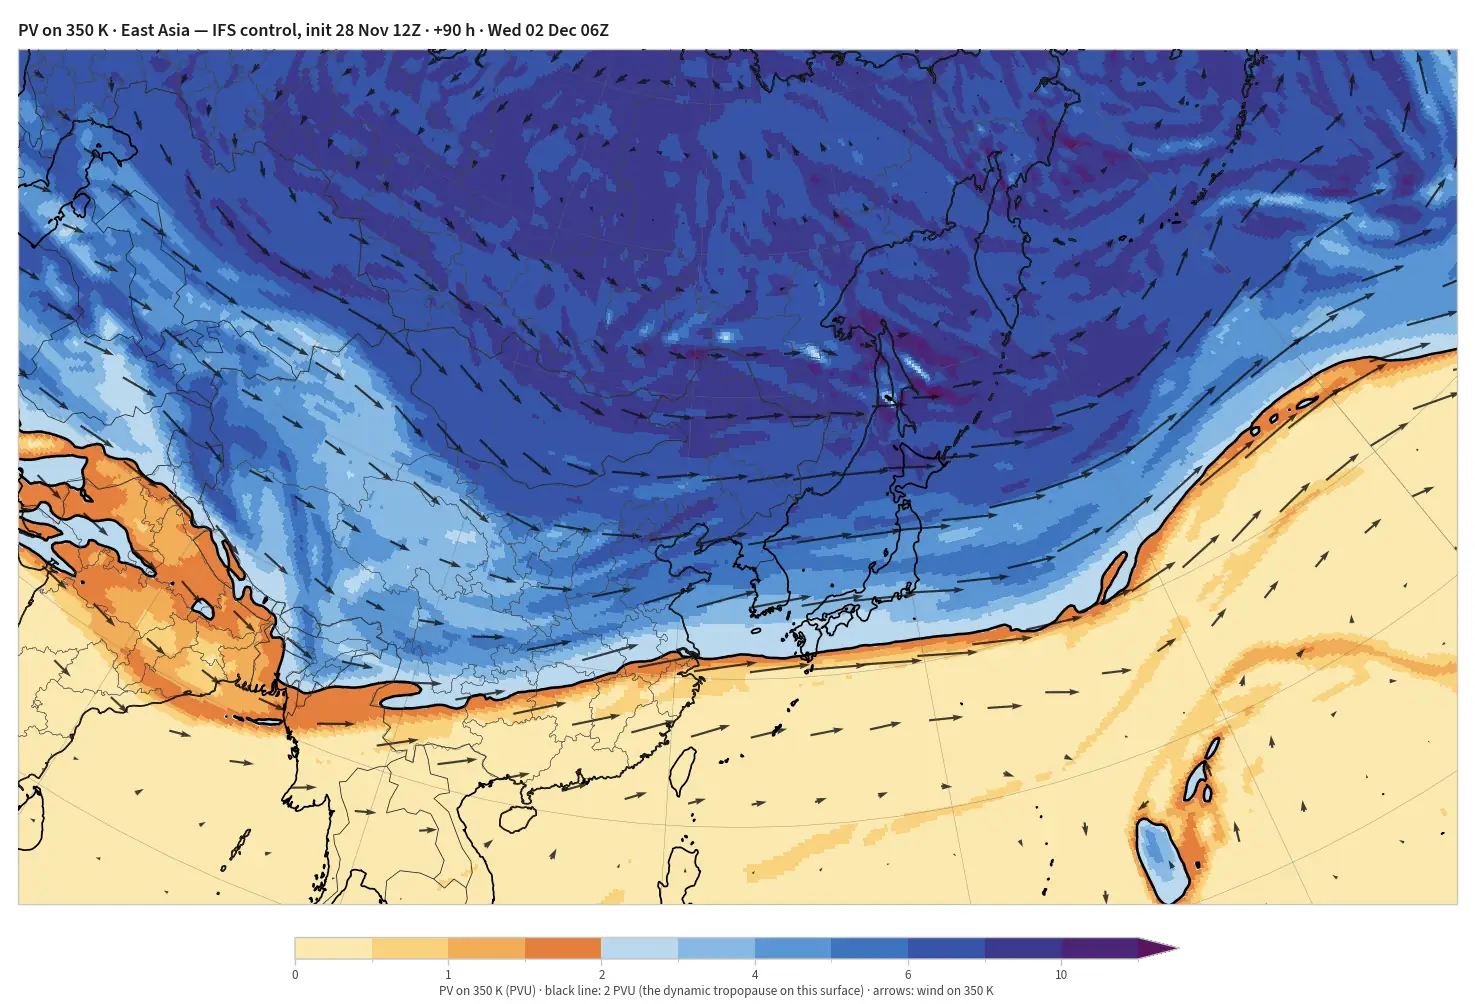 PV on 350 K · East Asia — IFS control, init 28 Nov 12Z · +90 h · Wed 02 Dec 06Z
0 1 2 4 6 10
PV on 350 K (PVU) · black line: 2 PVU (the dynamic tropopause on this surface) · arrows: wind on 350 K